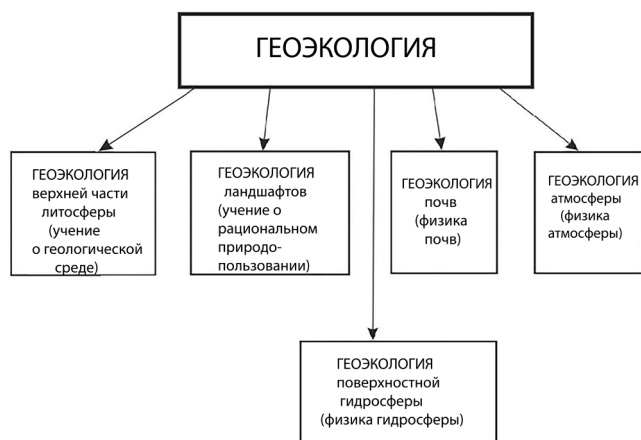 ГЕОЭКОЛОГИЯ
ГЕОЭКОЛОГИЯ
верхней части
литосферы
(учение
о геологической
среде)
ГЕОЭКОЛОГИЯ
ландшафтов
(учение о
рациональном
природо-
пользовании)
ГЕОЭКОЛОГИЯ
почв
(физика
почв)
ГЕОЭКОЛОГИЯ
атмосферы
(физика
атмосферы)
ГЕОЭКОЛОГИЯ
поверхностной
гидросферы
(физика гидросферы)